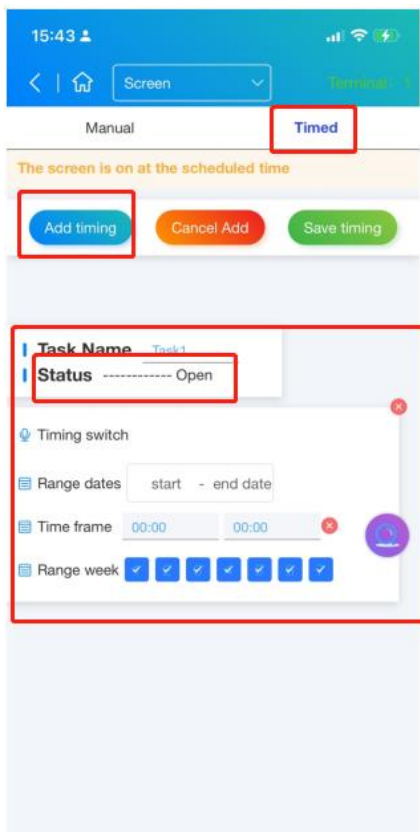 15:43
Screen
Terminal: 1
Manual
Timed
The screen is on at the scheduled time
Add timing
Cancel Add
Save timing
Task Name Task1
Status ------------ Open
Timing switch
Range dates start - end date
Time frame 00:00 00:00
Range week